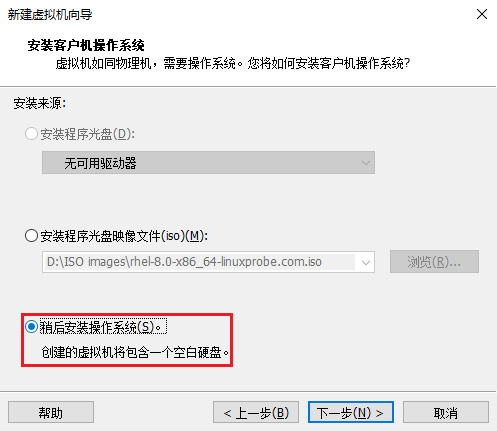 新建虚拟机向导
安装客户机操作系统
虚拟机如同物理机，需要操作系统。您将如何安装客户机操作系统?
安装来源:
安装程序光盘(D):
无可用驱动器
安装程序光盘映像文件(iso)(M):
D:\ISO images\rhel-8.0-x86_64-linuxprobe.com.iso
浏览(R)...
稍后安装操作系统(S)。
创建的虚拟机将包含一个空白硬盘。
帮助
< 上一步(B)
下一步(N) >
取消